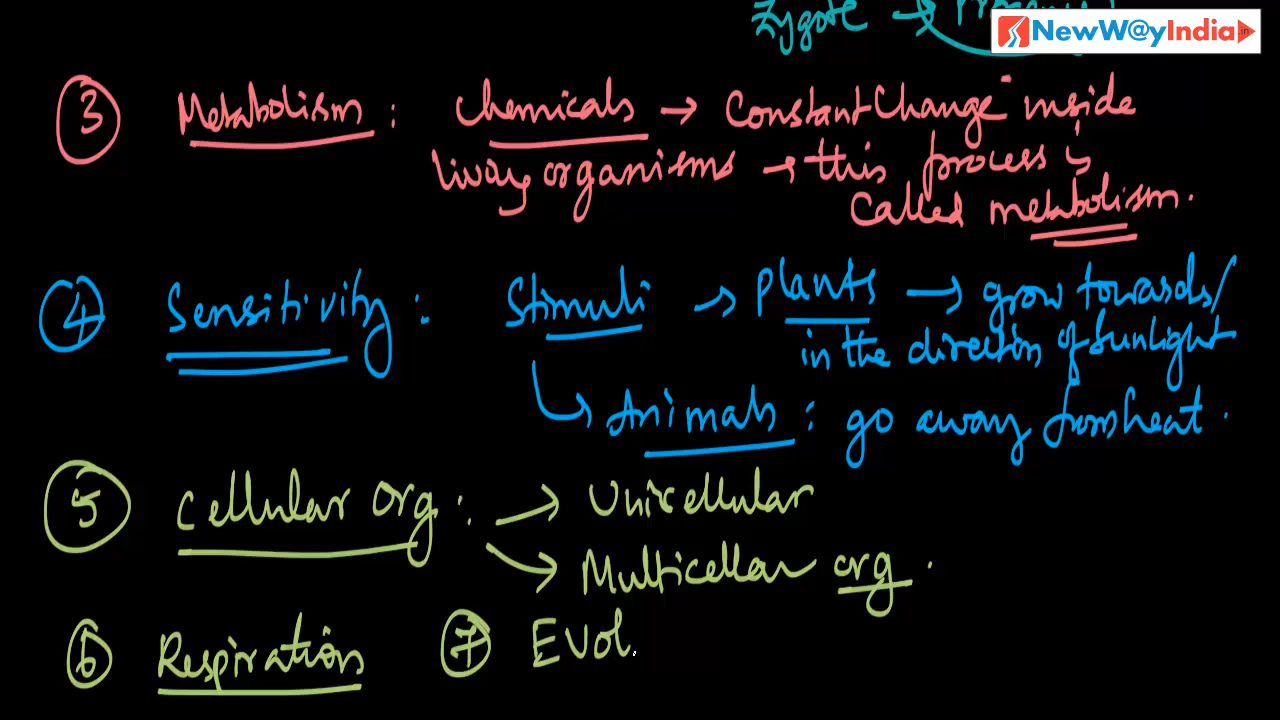 Zygote →
NewW@yIndia.in
③ Metabolism : Chemicals → Constant Change inside
living organisms → this process is
Called metabolism.
④ Sensitivity : Stimuli → Plants → grow towards/
in the direction of sunlight
→ Animals : go away from heat.
⑤ Cellular org : → Unicellular
→ Multicellar org.
⑥ Respiration ⑦ Evol